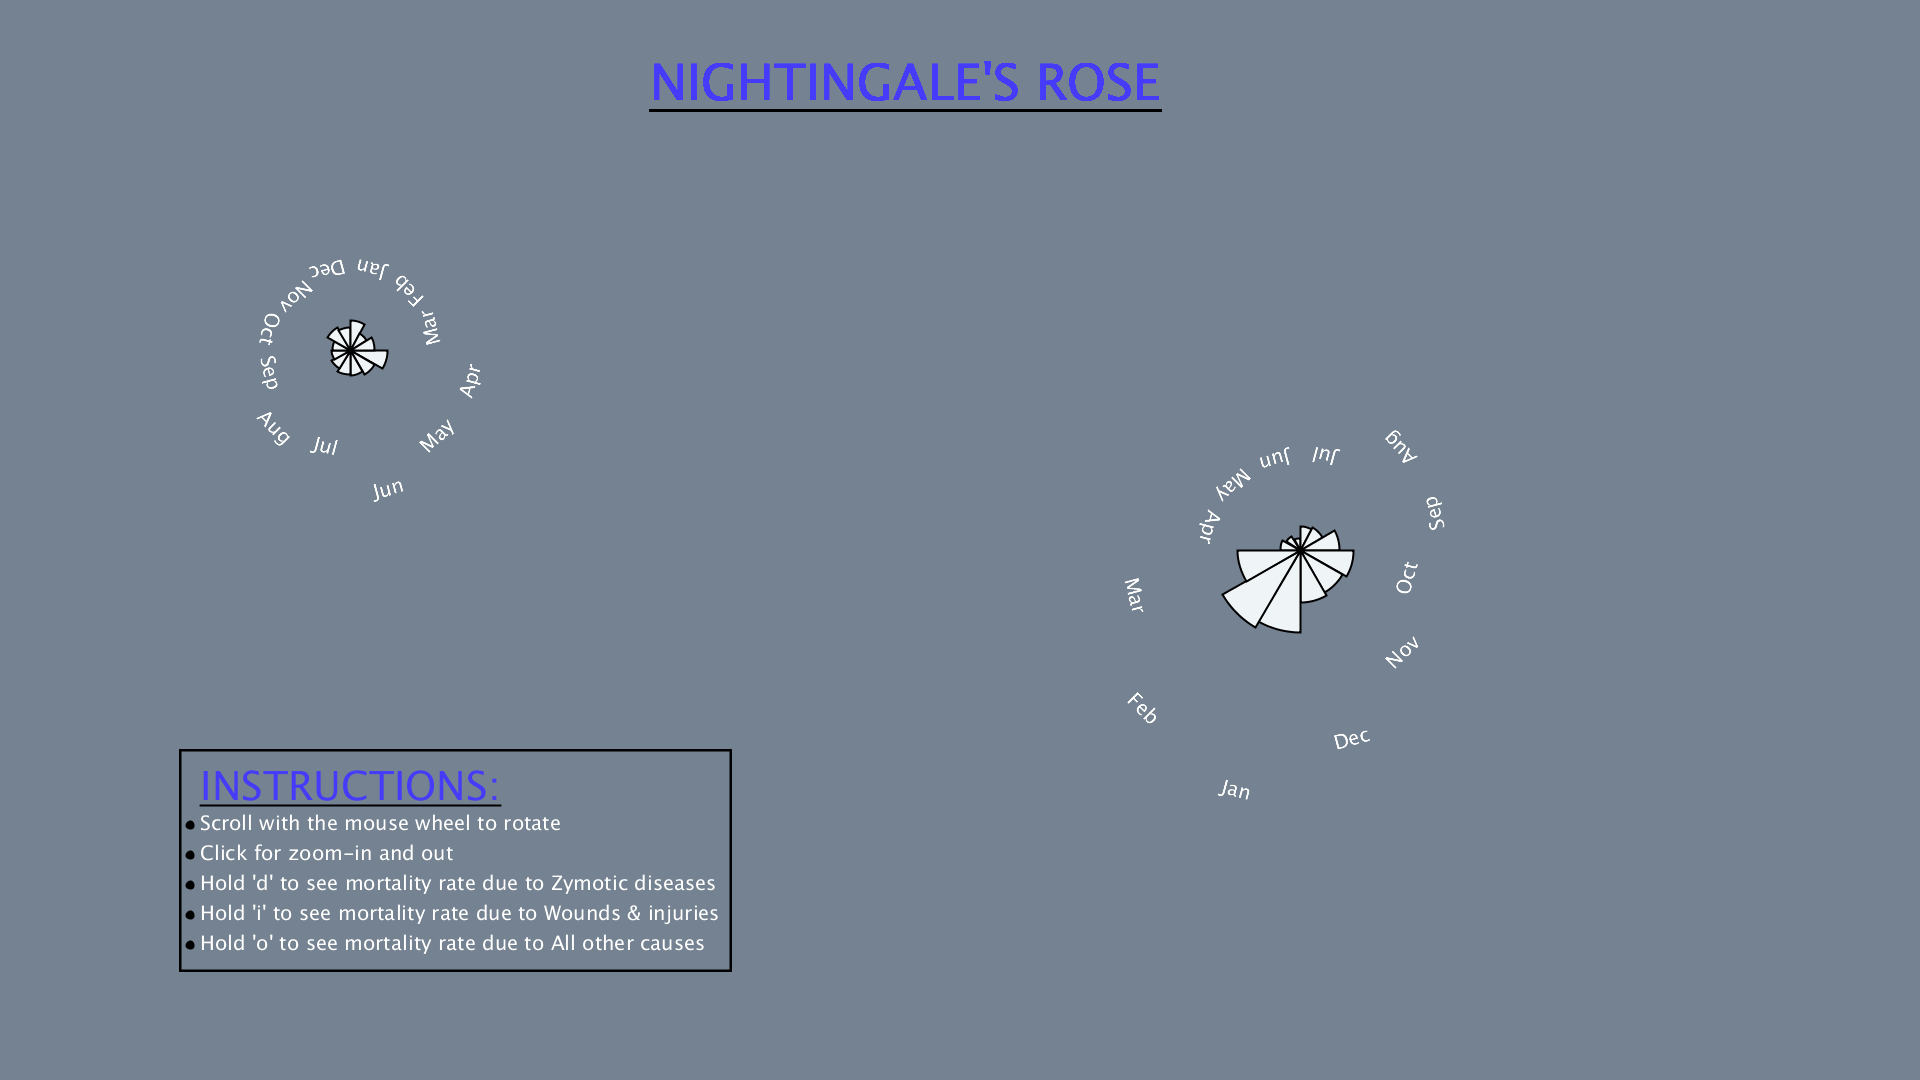 NIGHTINGALE'S ROSE
Jan
Feb
Mar
Apr
May
Jun
Jul
Aug
Sep
Oct
Nov
Dec
Jul
Aug
Sep
Oct
Nov
Dec
Jan
Feb
Mar
Apr
May
Jun
INSTRUCTIONS:
Scroll with the mouse wheel to rotate
Click for zoom-in and out
Hold 'd' to see mortality rate due to Zymotic diseases
Hold 'i' to see mortality rate due to Wounds & injuries
Hold 'o' to see mortality rate due to All other causes